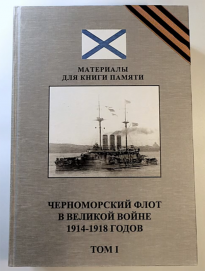 МАТЕРИАЛЫ
ДЛЯ КНИГИ ПАМЯТИ
ЧЕРНОМОРСКИЙ ФЛОТ
В ВЕЛИКОЙ ВОЙНЕ
1914-1918 ГОДОВ
ТОМ I